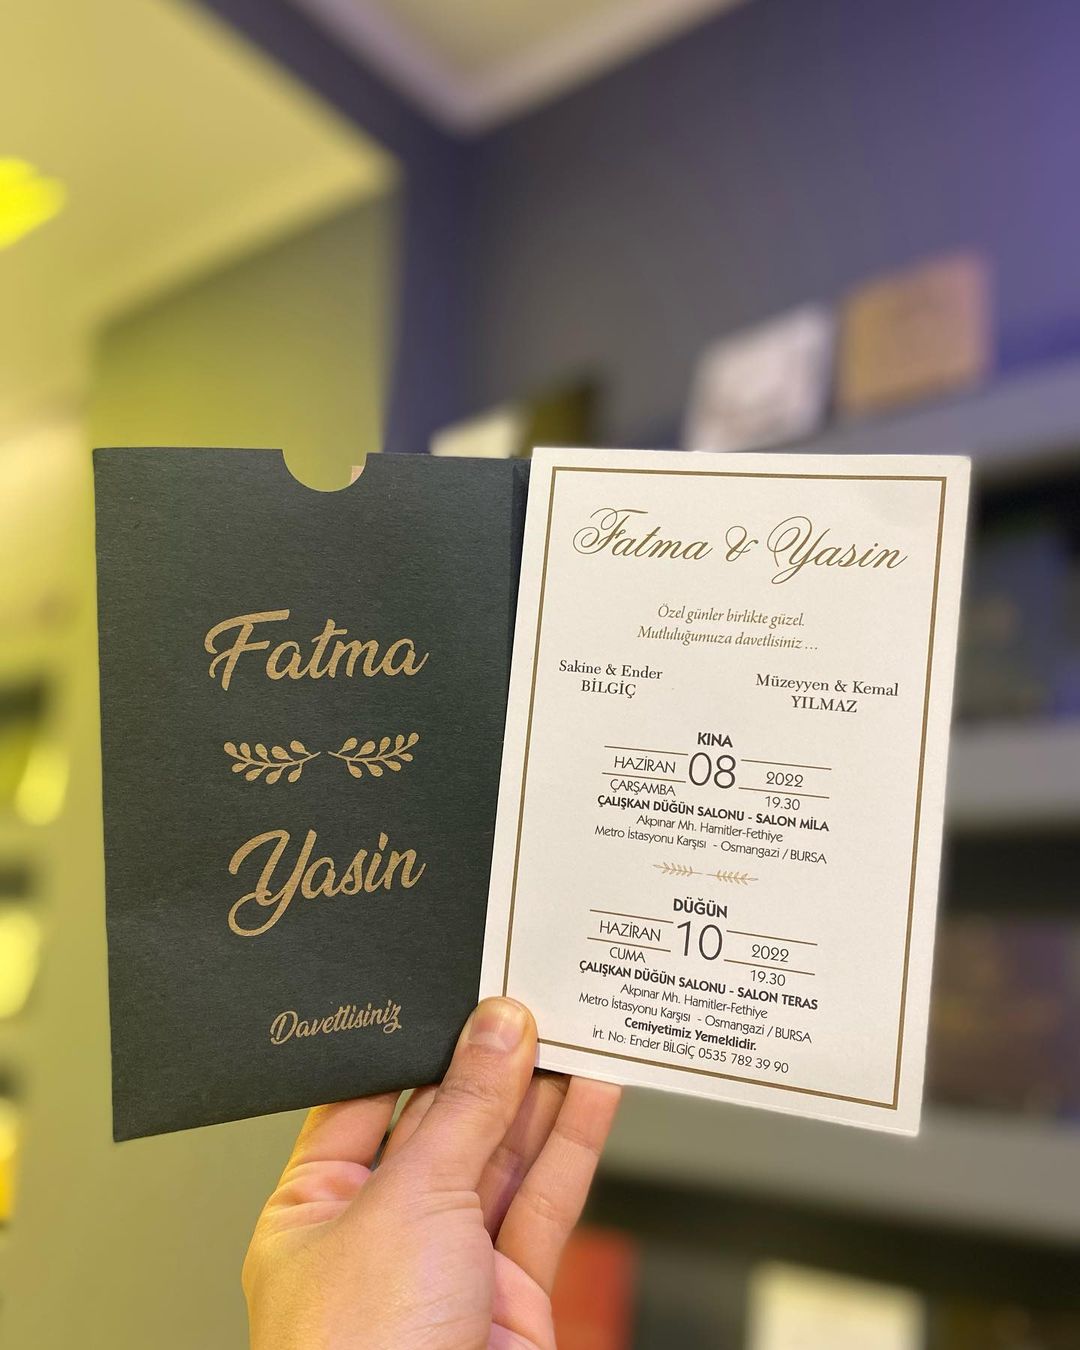 Fatma
Yasin
Davetlisiniz
Fatma & Yasin
Özel günler birlikte güzel.
Mutluluğumuza davetlisiniz ...
Sakine & Ender
BİLGİÇ
Müzeyyen & Kemal
YILMAZ
KINA
HAZİRAN 08 2022
ÇARŞAMBA 19.30
ÇALIŞKAN DÜĞÜN SALONU - SALON MİLA
Akpınar Mh. Hamitler-Fethiye
Metro İstasyonu Karşısı - Osmangazi / BURSA
DÜĞÜN
HAZİRAN 10 2022
CUMA 19.30
ÇALIŞKAN DÜĞÜN SALONU - SALON TERAS
Akpınar Mh. Hamitler-Fethiye
Metro İstasyonu Karşısı - Osmangazi / BURSA
Cemiyetimiz Yemeklidir.
İrt. No: Ender BİLGİÇ 0535 782 39 90